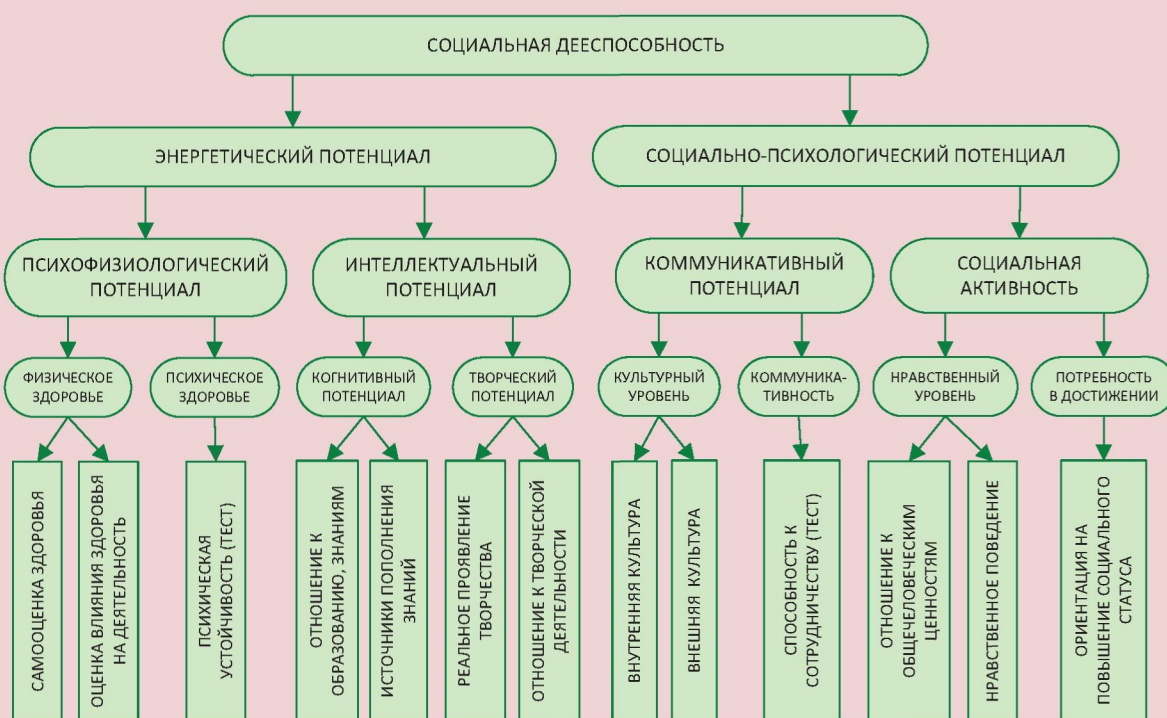 СОЦИАЛЬНАЯ ДЕЕСПОСОБНОСТЬ
ЭНЕРГЕТИЧЕСКИЙ ПОТЕНЦИАЛ
СОЦИАЛЬНО-ПСИХОЛОГИЧЕСКИЙ ПОТЕНЦИАЛ
ПСИХОФИЗИОЛОГИЧЕСКИЙ
ПОТЕНЦИАЛ
ИНТЕЛЛЕКТУАЛЬНЫЙ
ПОТЕНЦИАЛ
КОММУНИКАТИВНЫЙ
ПОТЕНЦИАЛ
СОЦИАЛЬНАЯ
АКТИВНОСТЬ
ФИЗИЧЕСКОЕ
ЗДОРОВЬЕ
ПСИХИЧЕСКОЕ
ЗДОРОВЬЕ
КОГНИТИВНЫЙ
ПОТЕНЦИАЛ
ТВОРЧЕСКИЙ
ПОТЕНЦИАЛ
КУЛЬТУРНЫЙ
УРОВЕНЬ
КОММУНИКА-
ТИВНОСТЬ
НРАВСТВЕННЫЙ
УРОВЕНЬ
ПОТРЕБНОСТЬ
В ДОСТИЖЕНИИ
САМООЦЕНКА ЗДОРОВЬЯ
ОЦЕНКА ВЛИЯНИЯ ЗДОРОВЬЯ
НА ДЕЯТЕЛЬНОСТЬ
ПСИХИЧЕСКАЯ
УСТОЙЧИВОСТЬ (ТЕСТ)
ОТНОШЕНИЕ К
ОБРАЗОВАНИЮ, ЗНАНИЯМ
ИСТОЧНИКИ ПОПОЛНЕНИЯ
ЗНАНИЙ
РЕАЛЬНОЕ ПРОЯВЛЕНИЕ
ТВОРЧЕСТВА
ОТНОШЕНИЕ К ТВОРЧЕСКОЙ
ДЕЯТЕЛЬНОСТИ
ВНУТРЕННЯЯ КУЛЬТУРА
ВНЕШНЯЯ КУЛЬТУРА
СПОСОБНОСТЬ К
СОТРУДНИЧЕСТВУ (ТЕСТ)
ОТНОШЕНИЕ К
ОБЩЕЧЕЛОВЕЧЕСКИМ
ЦЕННОСТЯМ
НРАВСТВЕННОЕ ПОВЕДЕНИЕ
ОРИЕНТАЦИЯ НА
ПОВЫШЕНИЕ СОЦИАЛЬНОГО
СТАТУСА